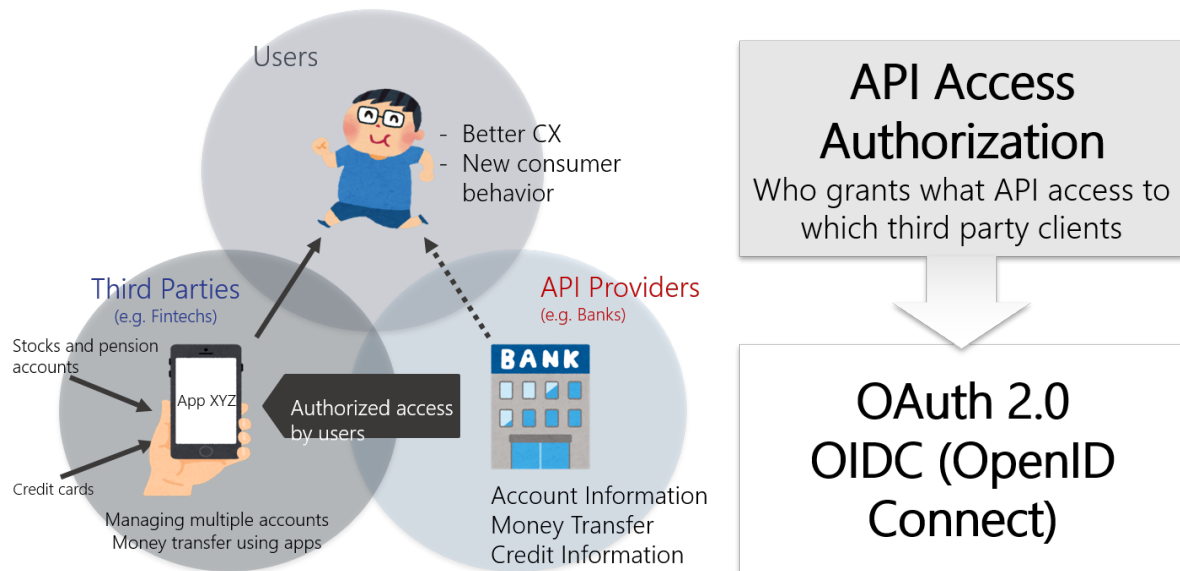 Users
- Better CX
- New consumer
behavior
Third Parties
(e.g. Fintechs)
API Providers
(e.g. Banks)
Stocks and pension
accounts
App XYZ
Credit cards
Authorized access
by users
BANK
Managing multiple accounts
Money transfer using apps
Account Information
Money Transfer
Credit Information
API Access
Authorization
Who grants what API access to
which third party clients
OAuth 2.0
OIDC (OpenID
Connect)